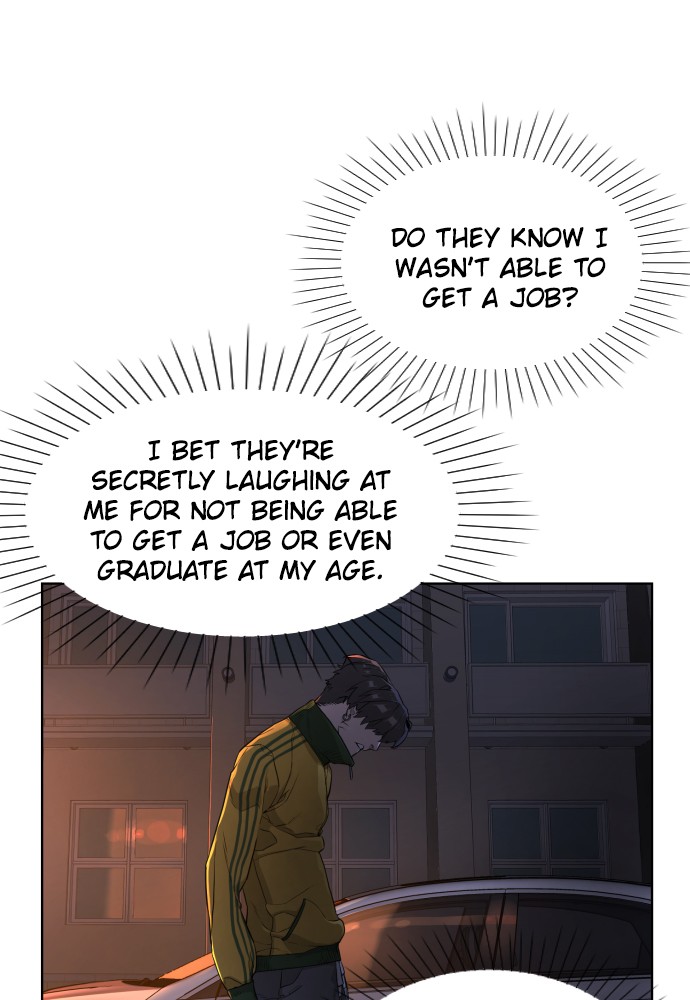 DO THEY KNOW I
WASN'T ABLE TO
GET A JOB?
I BET THEY'RE
SECRETLY LAUGHING AT
ME FOR NOT BEING ABLE
TO GET A JOB OR EVEN
GRADUATE AT MY AGE.